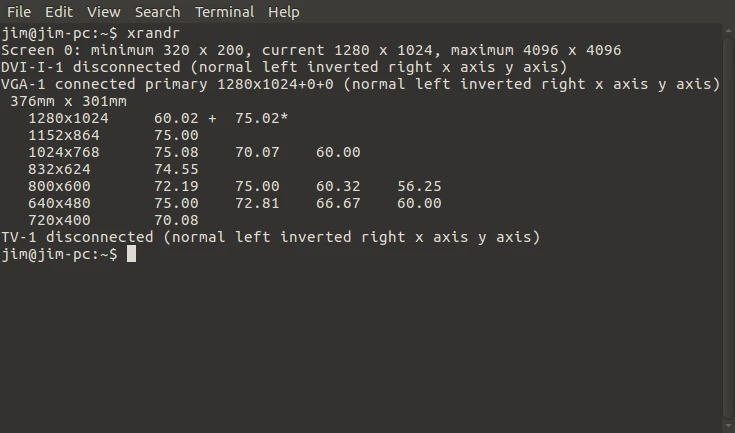 File Edit View Search Terminal Help
jim@jim-pc:~$ xrandr
Screen 0: minimum 320 x 200, current 1280 x 1024, maximum 4096 x 4096
DVI-I-1 disconnected (normal left inverted right x axis y axis)
VGA-1 connected primary 1280x1024+0+0 (normal left inverted right x axis y axis)
 376mm x 301mm
   1280x1024     60.02 +  75.02*
   1152x864      75.00
   1024x768      75.08    70.07    60.00
   832x624       74.55
   800x600       72.19    75.00    60.32    56.25
   640x480       75.00    72.81    66.67    60.00
   720x400       70.08
TV-1 disconnected (normal left inverted right x axis y axis)
jim@jim-pc:~$